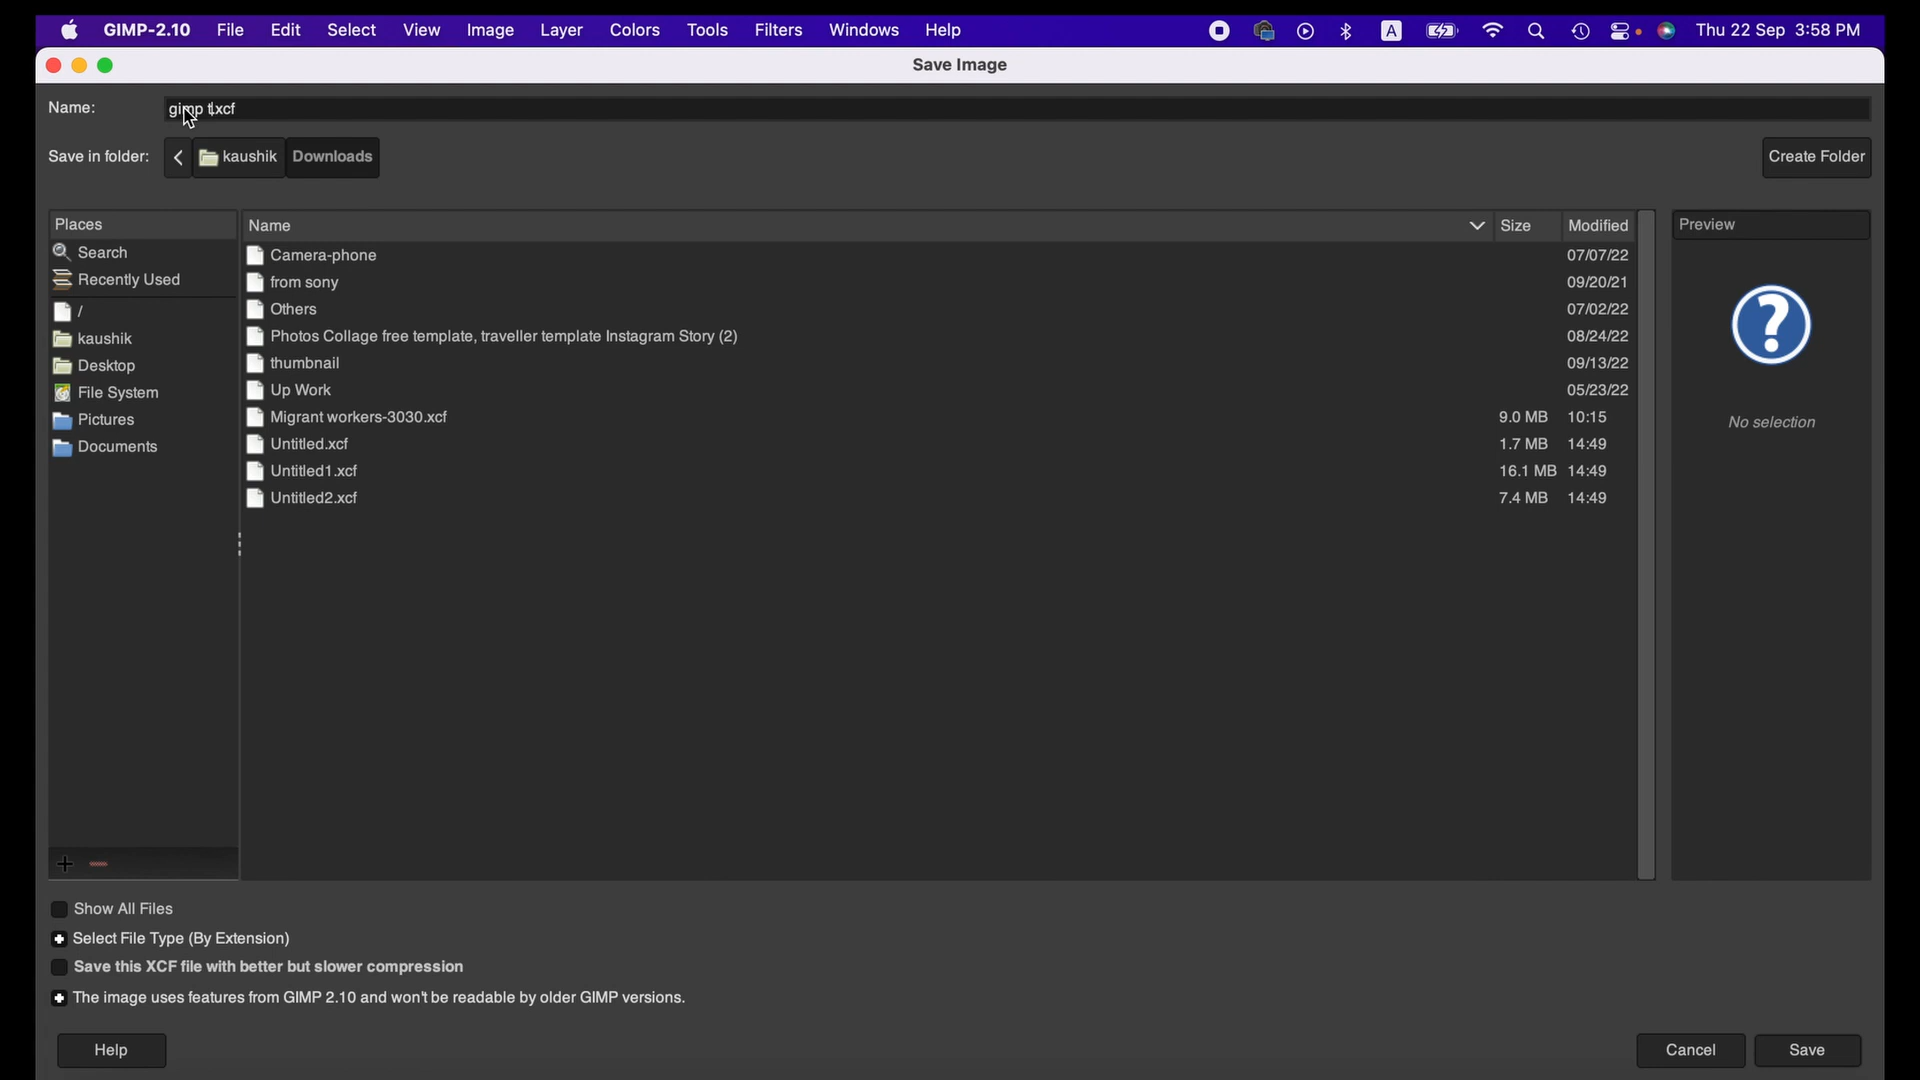 GIMP-2.10 File Edit Select View Image Layer Colors Tools Filters Windows Help A Thu 22 Sep 3:58 PM
Save Image
Name: gimp t.xcf
Save in folder: kaushik Downloads Create Folder
Places Name Size Modified Preview
Search
Recently Used
/
kaushik
Desktop
File System
Pictures
Documents
Camera-phone 07/07/22
from sony 09/20/21
Others 07/02/22
Photos Collage free template, traveller template Instagram Story (2) 08/24/22
thumbnail 09/13/22
Up Work 05/23/22
Migrant workers-3030.xcf 9.0 MB 10:15
Untitled.xcf 1.7 MB 14:49
Untitled1.xcf 16.1 MB 14:49
Untitled2.xcf 7.4 MB 14:49
?
No selection
Show All Files
Select File Type (By Extension)
Save this XCF file with better but slower compression
The image uses features from GIMP 2.10 and won't be readable by older GIMP versions.
Help Cancel Save